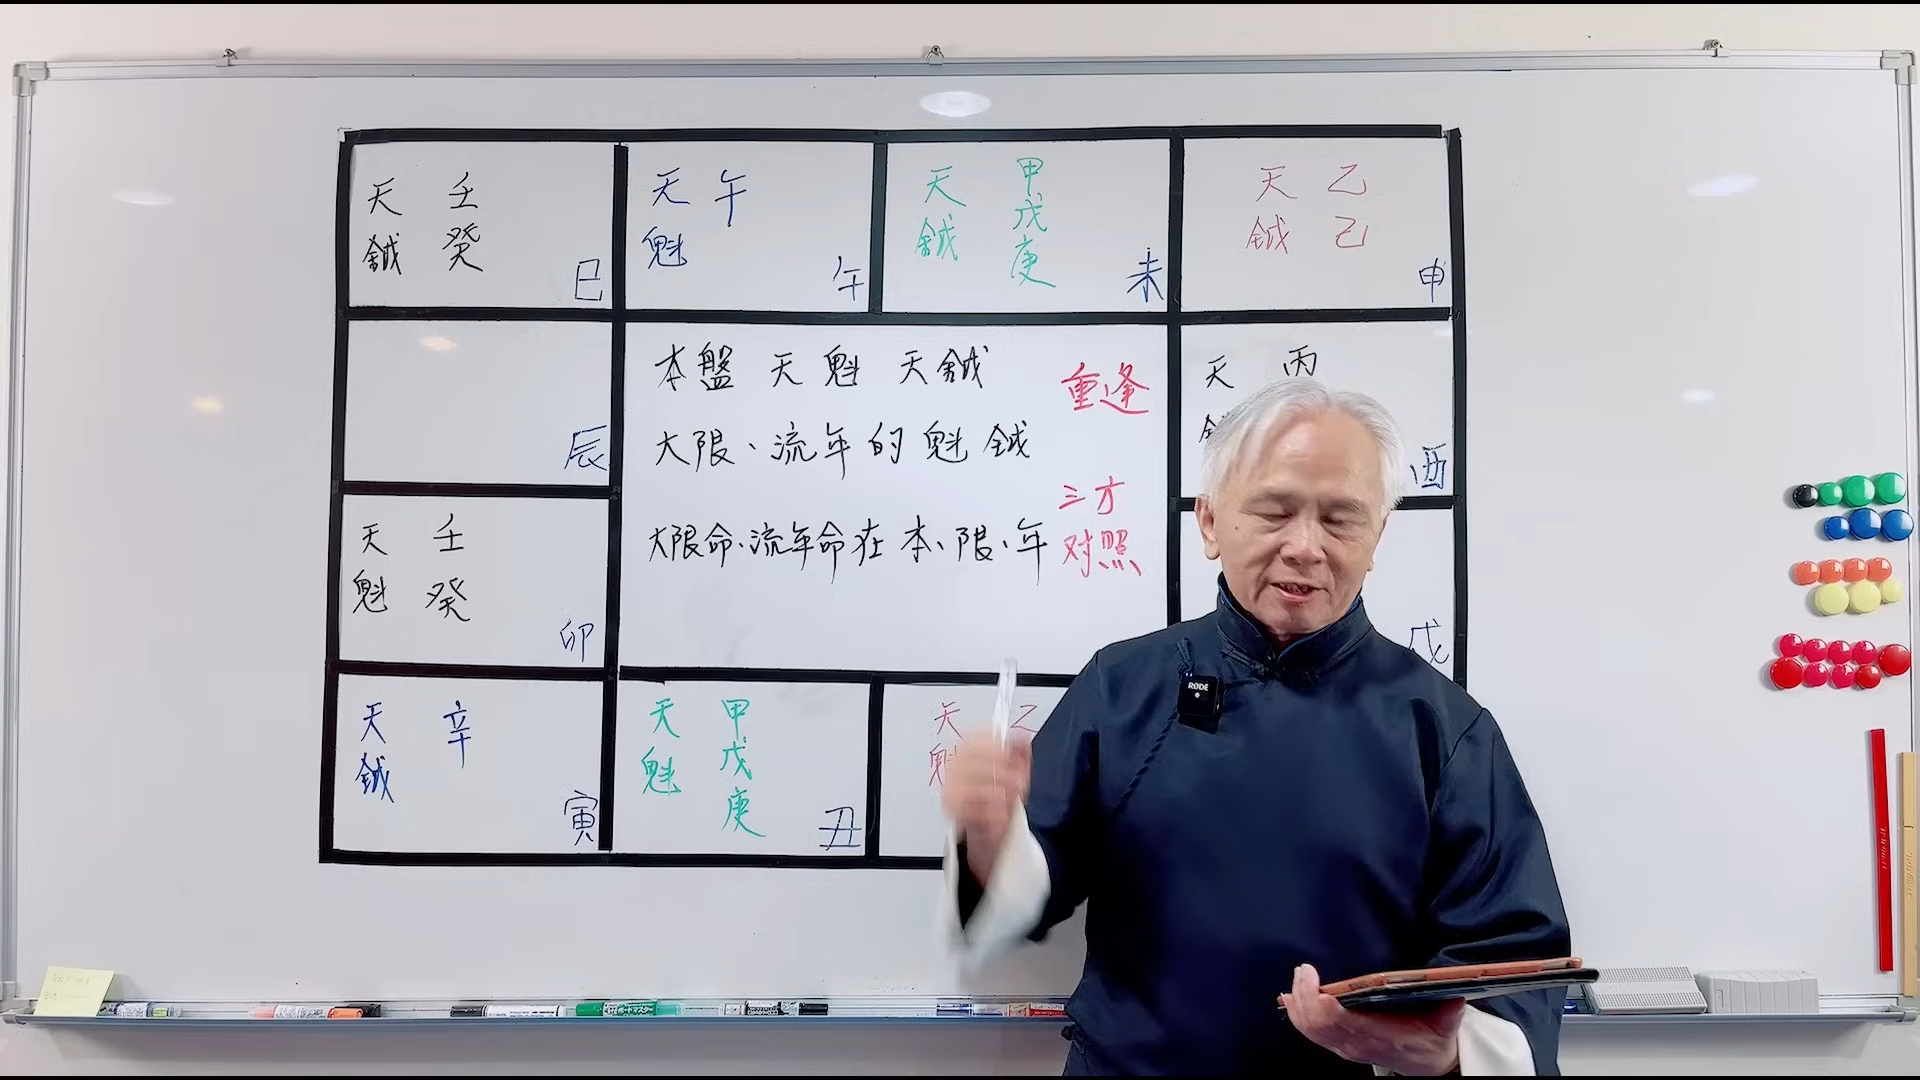 天 壬
鉞 癸
巳
天 午
魁
午
天 甲
鉞 戊
庚
未
天 乙
鉞 己
申
辰
本盤 天魁 天鉞
大限、流年的魁鉞
重逢
大限命、流年命在本、限、年
三方
对照
天 丙
酉
天 壬
魁 癸
卯
戌
天 辛
鉞
寅
天 甲
魁 戊
庚
丑
天 乙
魁
RODE